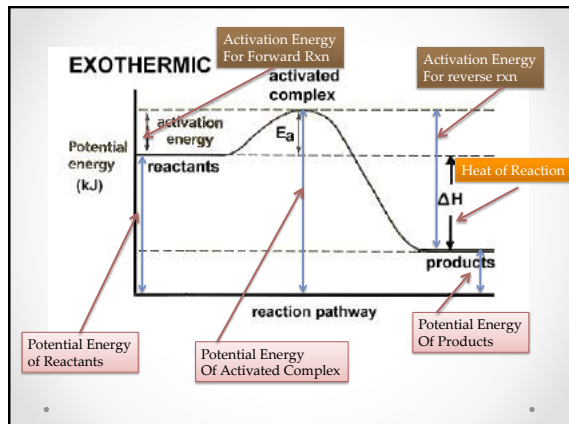 Activation Energy
For Forward Rxn
EXOTHERMIC
activated
complex
Activation Energy
For reverse rxn
activation
energy
Ea
Potential
energy
(kJ)
reactants
Heat of Reaction
ΔH
products
reaction pathway
Potential Energy
of Reactants
Potential Energy
Of Activated Complex
Potential Energy
Of Products